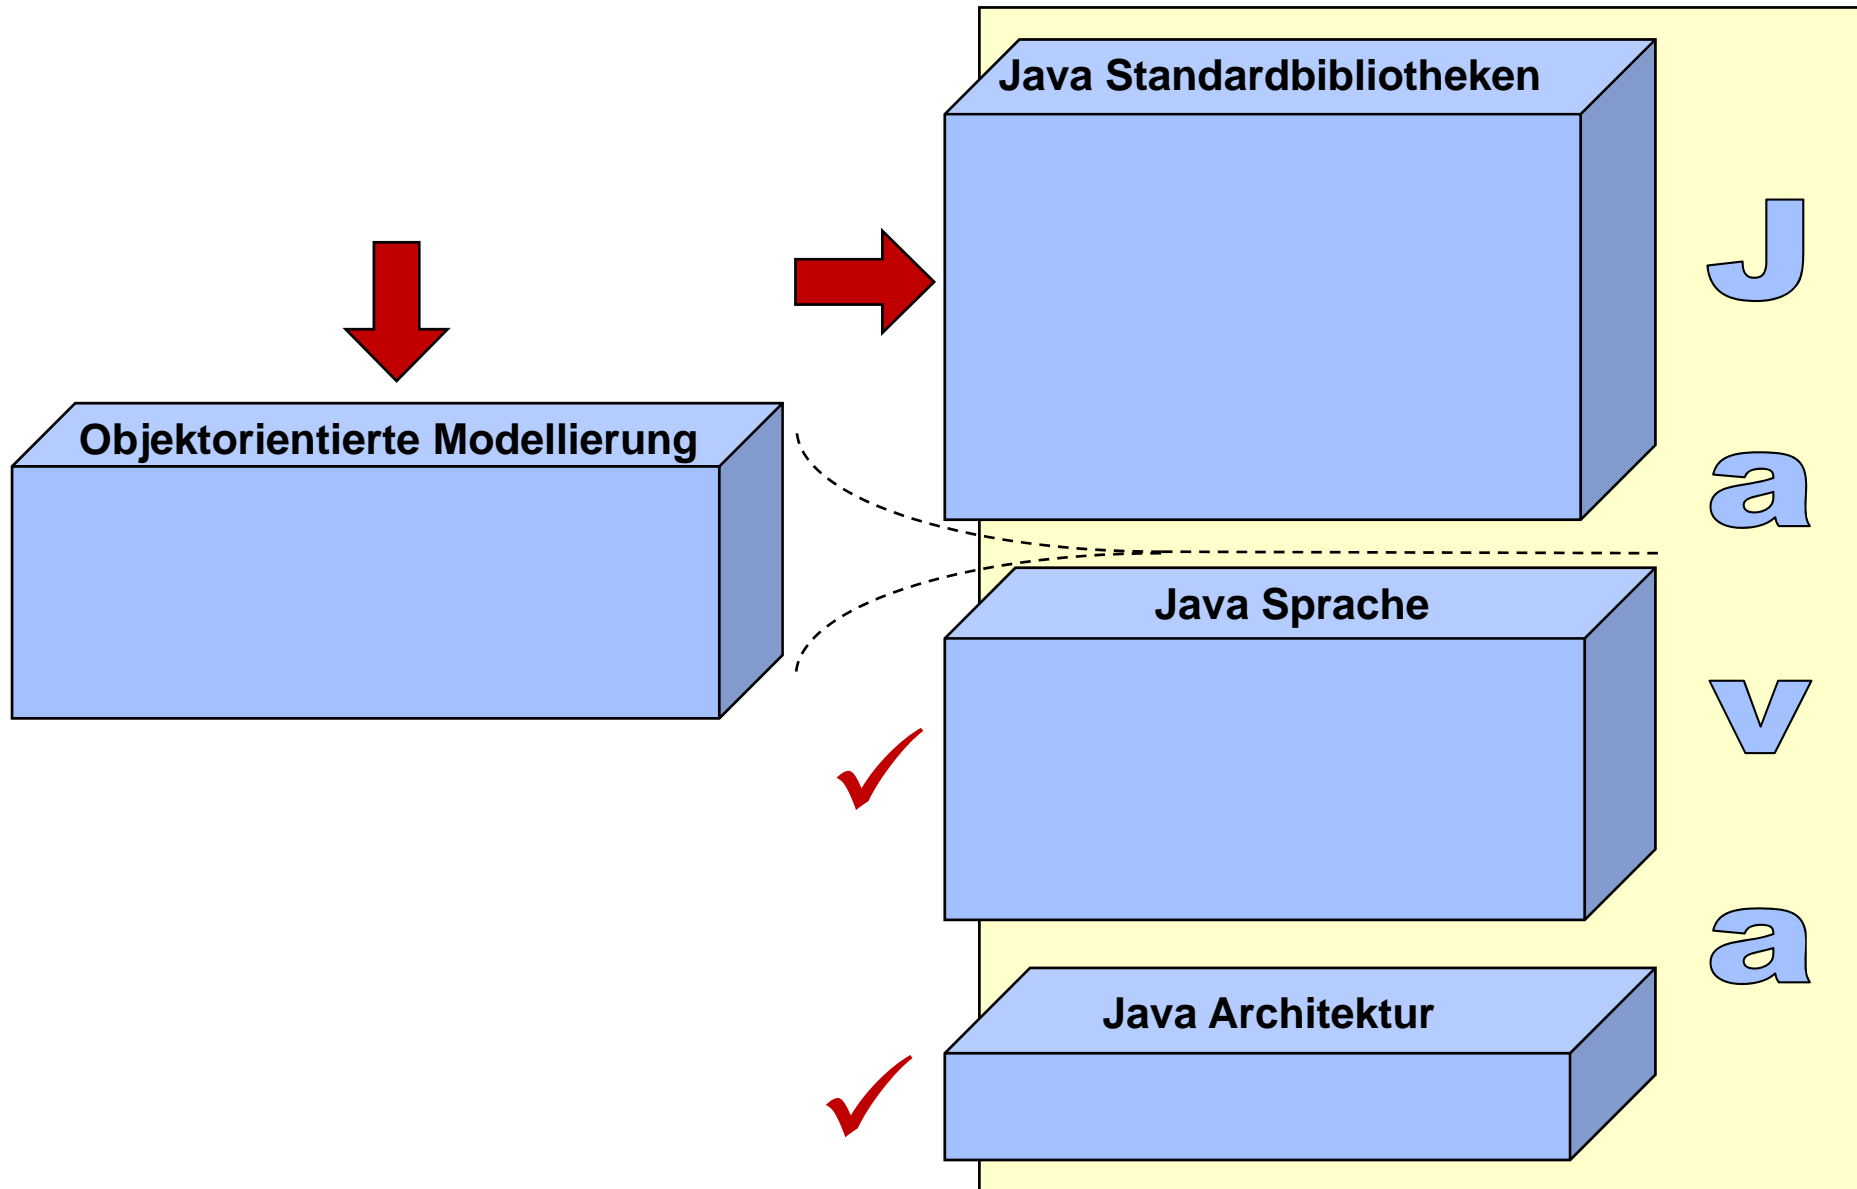 Java Standardbibliotheken
Objektorientierte Modellierung
Java Sprache
Java Architektur
J
a
v
a